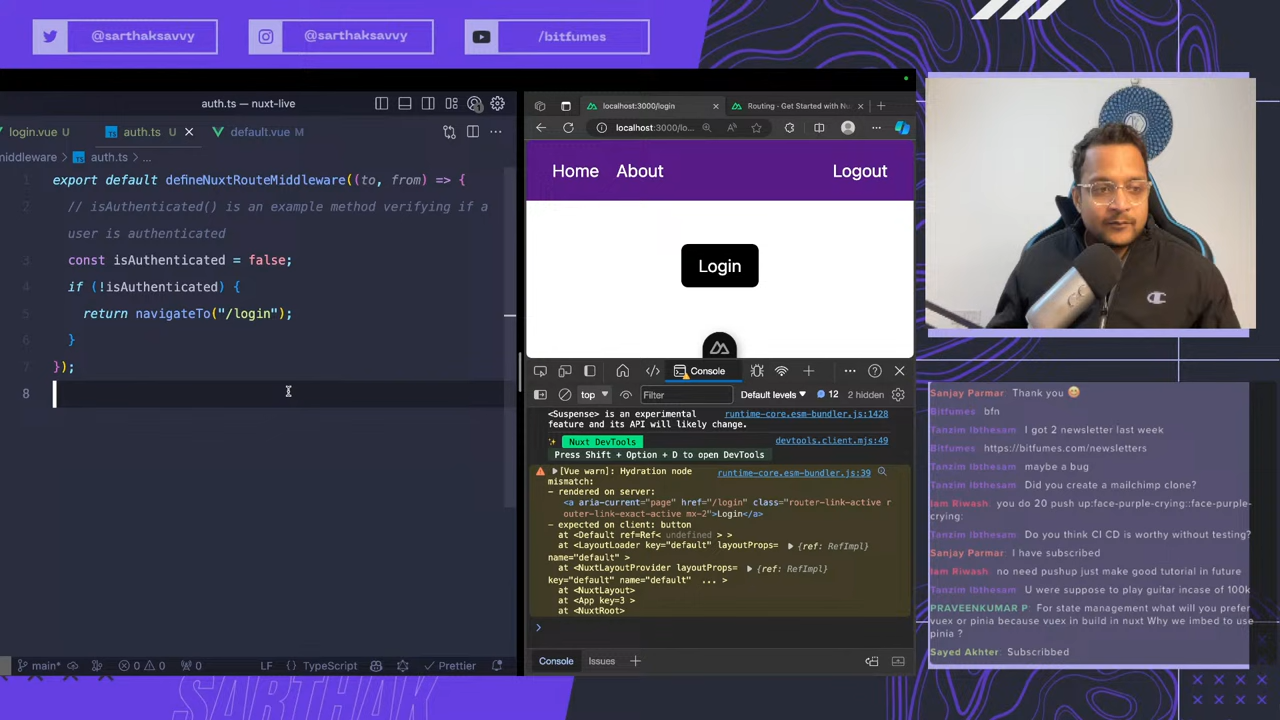 @sarthaksavvy
@sarthaksavvy
/bitfumes
auth.ts — nuxt-live
login.vue U
auth.ts U
default.vue M
middleware > auth.ts > ...
1 export default defineNuxtRouteMiddleware((to, from) => {
2 // isAuthenticated() is an example method verifying if a
user is authenticated
3 const isAuthenticated = false;
4 if (!isAuthenticated) {
5 return navigateTo("/login");
6 }
7 });
8
main*
0 0
0
LF
TypeScript
Prettier
localhost:3000/login
Routing - Get Started with Nu
localhost:3000/lo...
Home About Logout
Login
Console
top
Filter
Default levels
12
2 hidden
<Suspense> is an experimental runtime-core.esm-bundler.js:1428
feature and its API will likely change.
Nuxt DevTools devtools.client.mjs:49
Press Shift + Option + D to open DevTools
[Vue warn]: Hydration node runtime-core.esm-bundler.js:39
mismatch:
- rendered on server:
<a aria-current="page" href="/login" class="router-link-active r
outer-link-exact-active mx-2">Login</a>
- expected on client: button
at <Default ref=Ref< undefined > >
at <LayoutLoader key="default" layoutProps= {ref: RefImpl}
name="default" >
at <NuxtLayoutProvider layoutProps= {ref: RefImpl}
key="default" name="default" ... >
at <NuxtLayout>
at <App key=3 >
at <NuxtRoot>
Console Issues
Sanjay Parmar: Thank you 😊
Bitfumes bfn
Tanzim Ibthesam I got 2 newsletter last week
Bitfumes https://bitfumes.com/newsletters
Tanzim Ibthesam maybe a bug
Tanzim Ibthesam Did you create a mailchimp clone?
Iam Riwash: you do 20 push up:face-purple-crying::face-purple-
crying:
Tanzim Ibthesam Do you think CI CD is worthy without testing?
Sanjay Parmar: I have subscribed
Iam Riwash: no need pushup just make good tutorial in future
Tanzim Ibthesam U were suppose to play guitar incase of 100k
PRAVEENKUMAR P: For state management what will you prefer
vuex or pinia because vuex in build in nuxt Why we imbed to use
pinia ?
Sayed Akhter: Subscribbed
SARTHAK